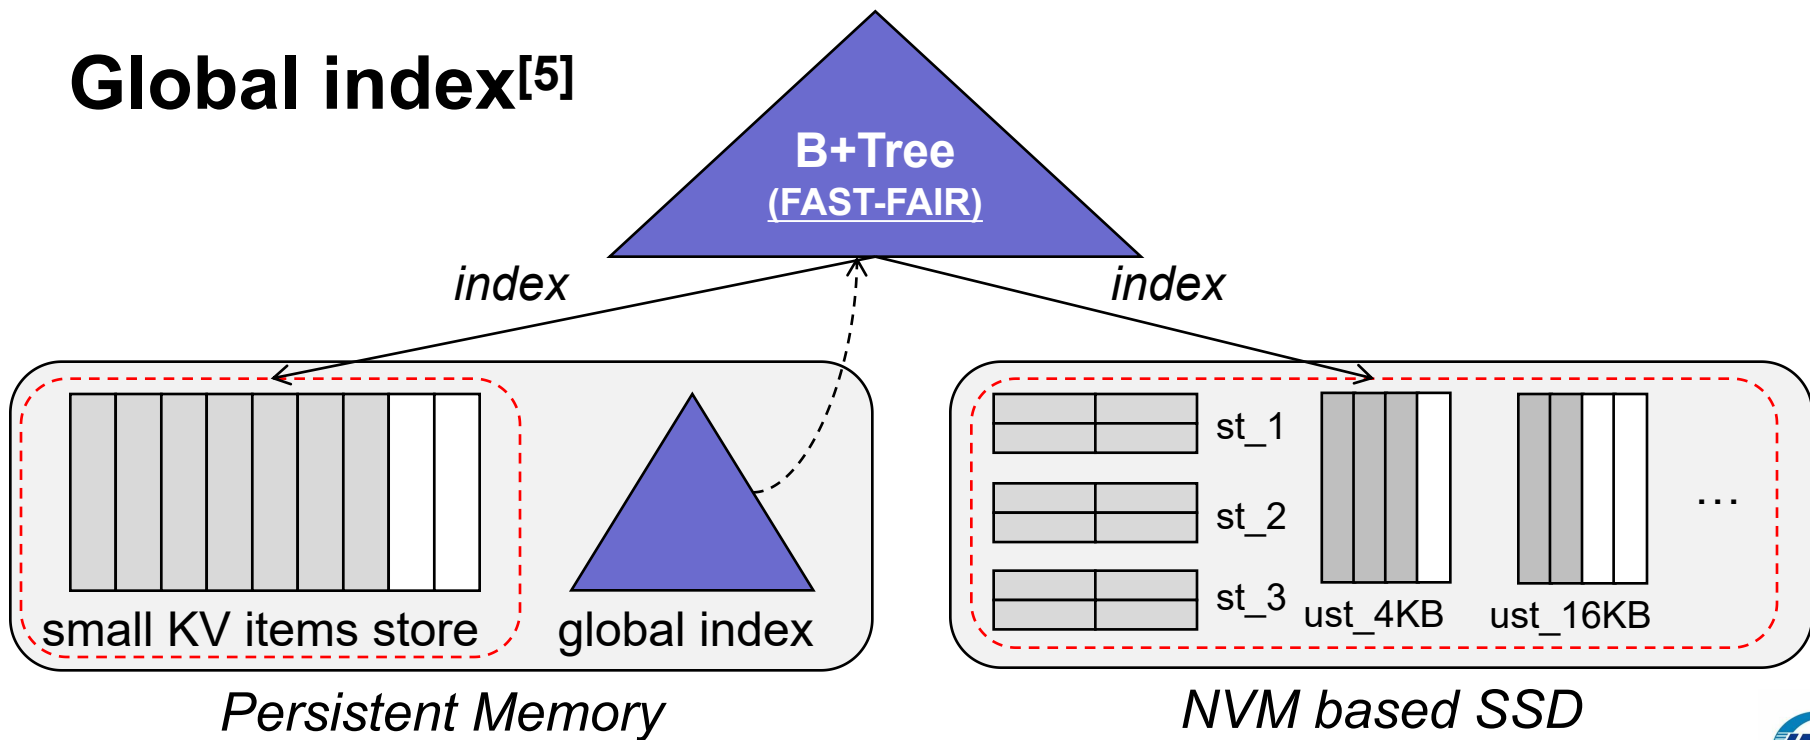 Global index[5]
B+Tree
(FAST-FAIR)
index
index
st_1
st_2
st_3
ust_4KB
ust_16KB
...
small KV items store
global index
Persistent Memory
NVM based SSD